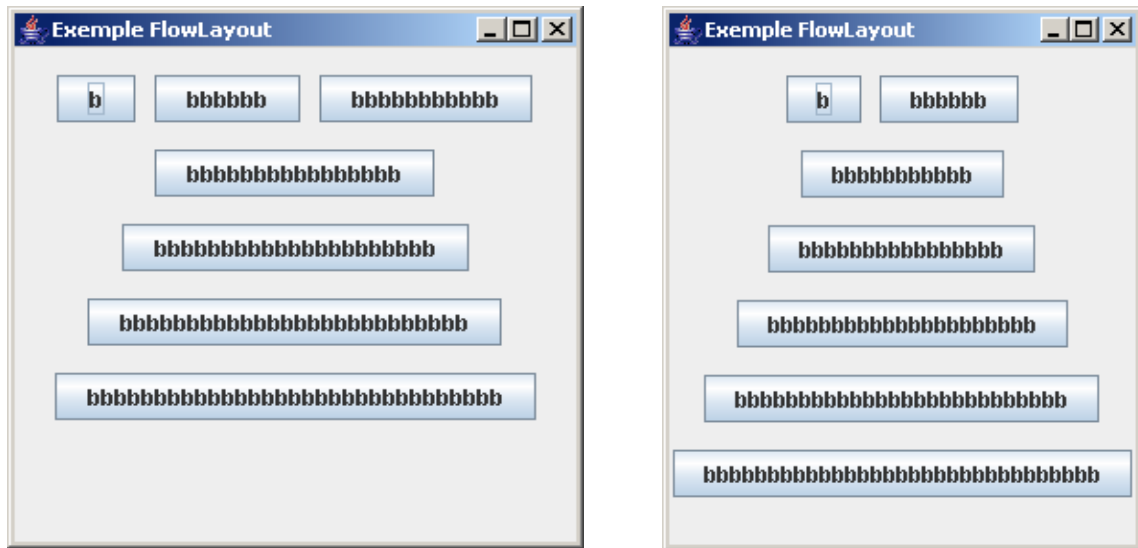 Exemple FlowLayout
b bbbbbb bbbbbbbbbbb
bbbbbbbbbbbbbbbb
bbbbbbbbbbbbbbbbbbbbb
bbbbbbbbbbbbbbbbbbbbbbbbbb
bbbbbbbbbbbbbbbbbbbbbbbbbbbbbbb
Exemple FlowLayout
b bbbbbb
bbbbbbbbbbb
bbbbbbbbbbbbbbbb
bbbbbbbbbbbbbbbbbbbbb
bbbbbbbbbbbbbbbbbbbbbbbbbb
bbbbbbbbbbbbbbbbbbbbbbbbbbbbbbb